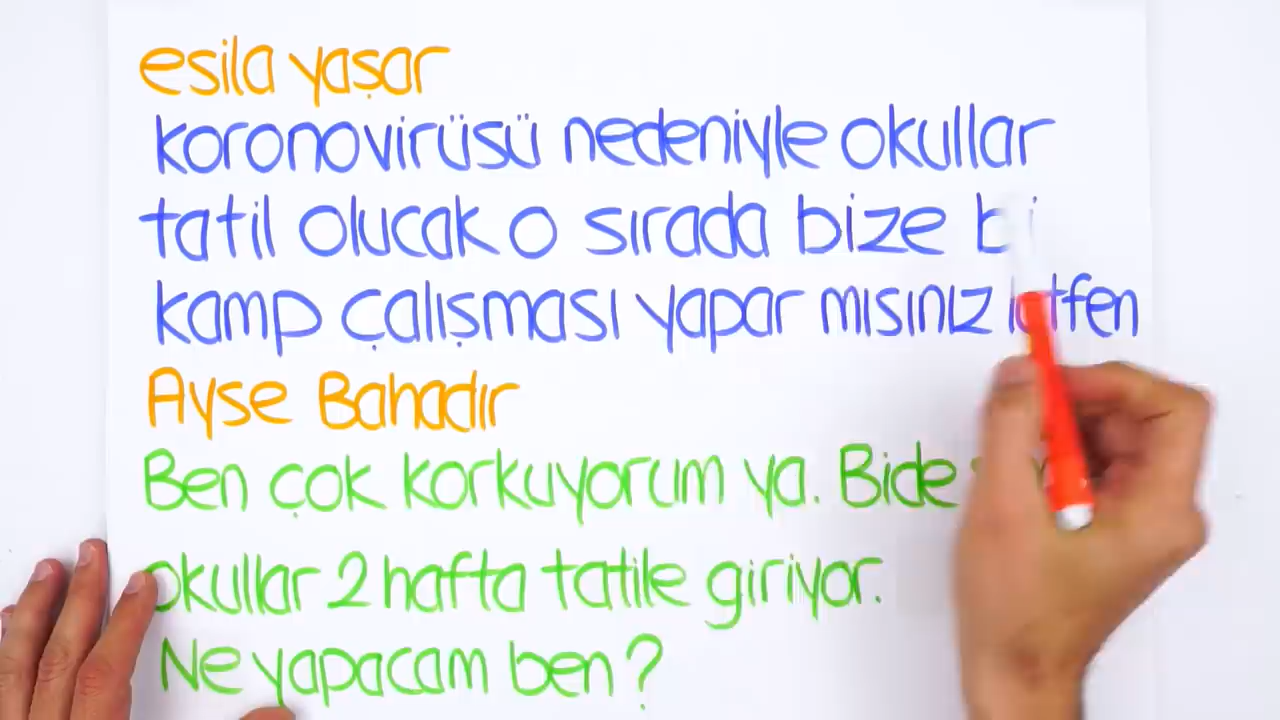 esila yaşar
koronovirüsü nedeniyle okullar
tatil olucak o sırada bize bi
kamp çalışması yapar mısınız
Ayse Bahadır
Ben çok korkuyorum ya. Bide
okullar 2 hafta tatile giriyor.
Ne yapacam ben?